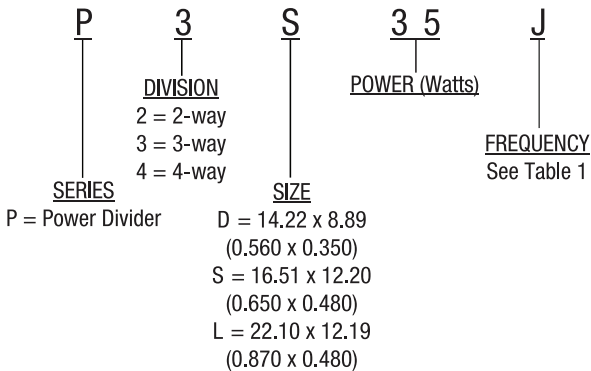 P 3 S 3 5 J
DIVISION
2 = 2-way
3 = 3-way
4 = 4-way
POWER (Watts)
FREQUENCY
See Table 1
SERIES
P = Power Divider
SIZE
D = 14.22 x 8.89
(0.560 x 0.350)
S = 16.51 x 12.20
(0.650 x 0.480)
L = 22.10 x 12.19
(0.870 x 0.480)